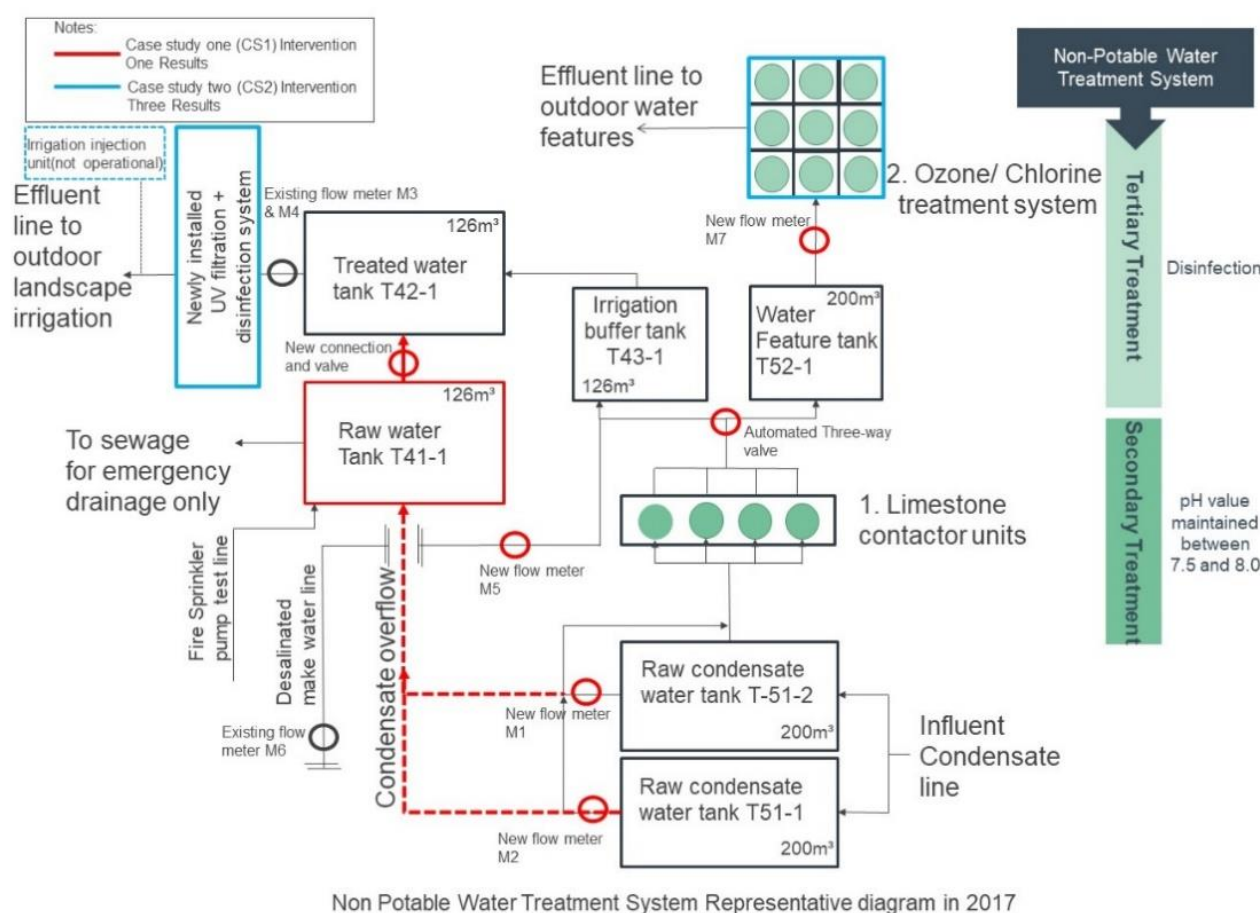 Notes:
Case study one (CS1) Intervention
One Results
Case study two (CS2) Intervention
Three Results
Irrigation injection
unit(not operational)
Effluent
line to
outdoor
landscape
irrigation
Newly installed
UV filtration +
disinfection system
Existing flow meter M3
& M4
126m³
Treated water
tank T42-1
New connection
and valve
126m³
Raw water
Tank T41-1
To sewage
for emergency
drainage only
Fire Sprinkler
pump test line
Desalinated
make water line
Existing flow
meter M6
Condensate overflow
New flow meter
M5
Irrigation
buffer tank
T43-1
126m³
Effluent line to
outdoor water
features
2. Ozone/ Chlorine
treatment system
New flow meter
M7
200m³
Water
Feature tank
T52-1
Automated Three-way
valve
1. Limestone
contactor units
Raw condensate
water tank T-51-2
200m³
New flow meter
M1
Raw condensate
water tank T51-1
200m³
New flow meter
M2
Influent
Condensate
line
Non-Potable Water
Treatment System
Tertiary Treatment
Disinfection
Secondary Treatment
pH value
maintained
between
7.5 and 8.0
Non Potable Water Treatment System Representative diagram in 2017